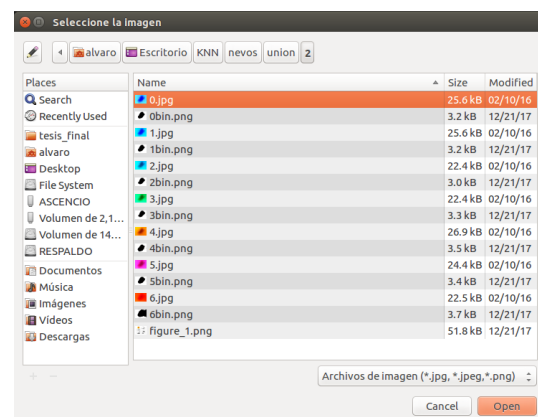 Seleccione la imagen
alvaro Escritorio KNN nevos union 2
Places Name Size Modified
Search 0.jpg 25.6 kB 02/10/16
Recently Used 0bin.png 3.2 kB 12/21/17
tesis_final 1.jpg 25.6 kB 02/10/16
alvaro 1bin.png 3.2 kB 12/21/17
Desktop 2.jpg 22.4 kB 02/10/16
File System 2bin.png 3.0 kB 12/21/17
ASCENCIO 3.jpg 22.4 kB 02/10/16
Volumen de 2,1... 3bin.png 3.3 kB 12/21/17
Volumen de 14... 4.jpg 26.9 kB 02/10/16
RESPALDO 4bin.png 3.5 kB 12/21/17
Documentos 5.jpg 24.4 kB 02/10/16
Música 5bin.png 3.4 kB 12/21/17
Imágenes 6.jpg 22.5 kB 02/10/16
Vídeos 6bin.png 3.7 kB 12/21/17
Descargas figure_1.png 51.8 kB 12/21/17
Archivos de imagen (*.jpg, *.jpeg,*.png)
Cancel Open